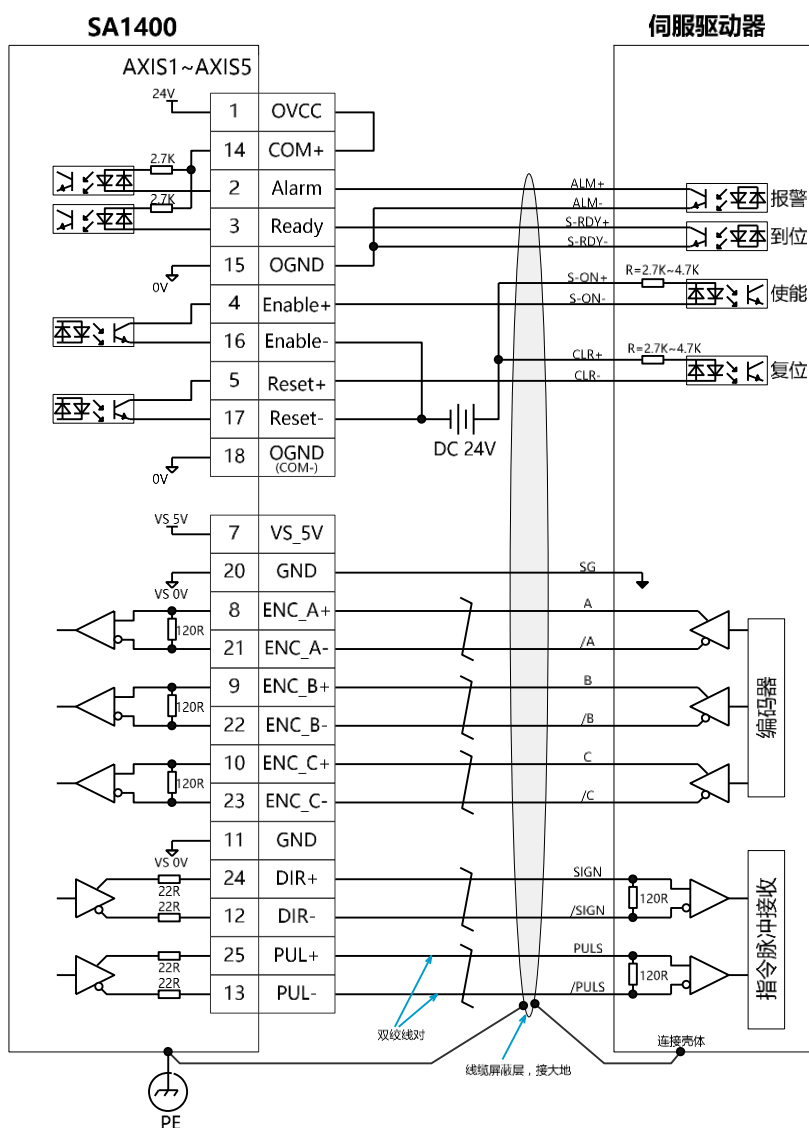 SA1400
伺服驱动器
AXIS1~AXIS5
24V
1 OVCC
14 COM+
2.7K
2 Alarm
ALM+
报警
2.7K
ALM-
3 Ready
S-RDY+
到位
S-RDY-
15 OGND
0V
S-ON+
R=2.7K~4.7K
使能
4 Enable+
S-ON-
16 Enable-
CLR+
R=2.7K~4.7K
复位
5 Reset+
CLR-
17 Reset-
DC 24V
18 OGND
(COM-)
0V
VS 5V
7 VS_5V
20 GND
SG
VS 0V
8 ENC_A+
A
120R
21 ENC_A-
/A
9 ENC_B+
B
120R
22 ENC_B-
/B
编码器
10 ENC_C+
C
120R
23 ENC_C-
/C
11 GND
VS 0V
24 DIR+
SIGN
22R
120R
22R
12 DIR-
/SIGN
25 PUL+
PULS
22R
120R
22R
13 PUL-
/PULS
指令脉冲接收
双绞线对
线缆屏蔽层，接大地
连接壳体
PE